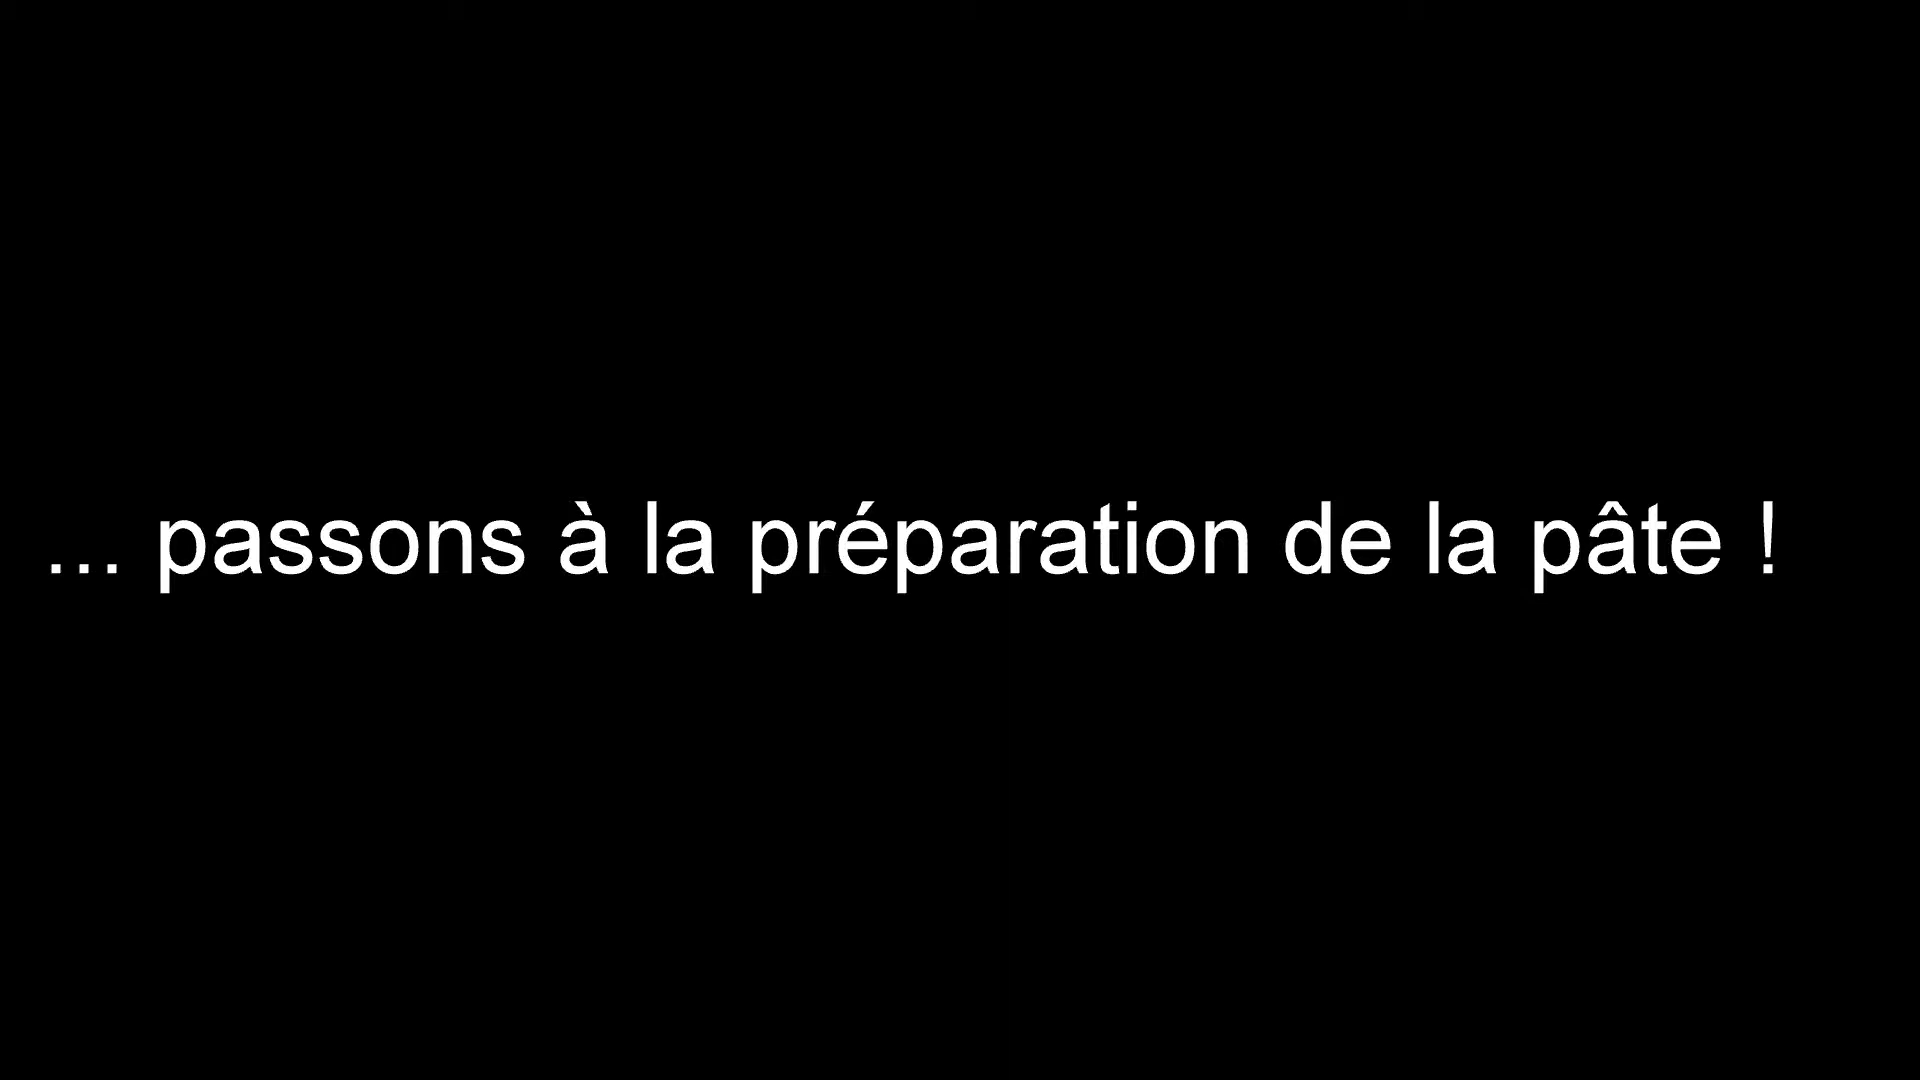 ... passons à la préparation de la pâte !